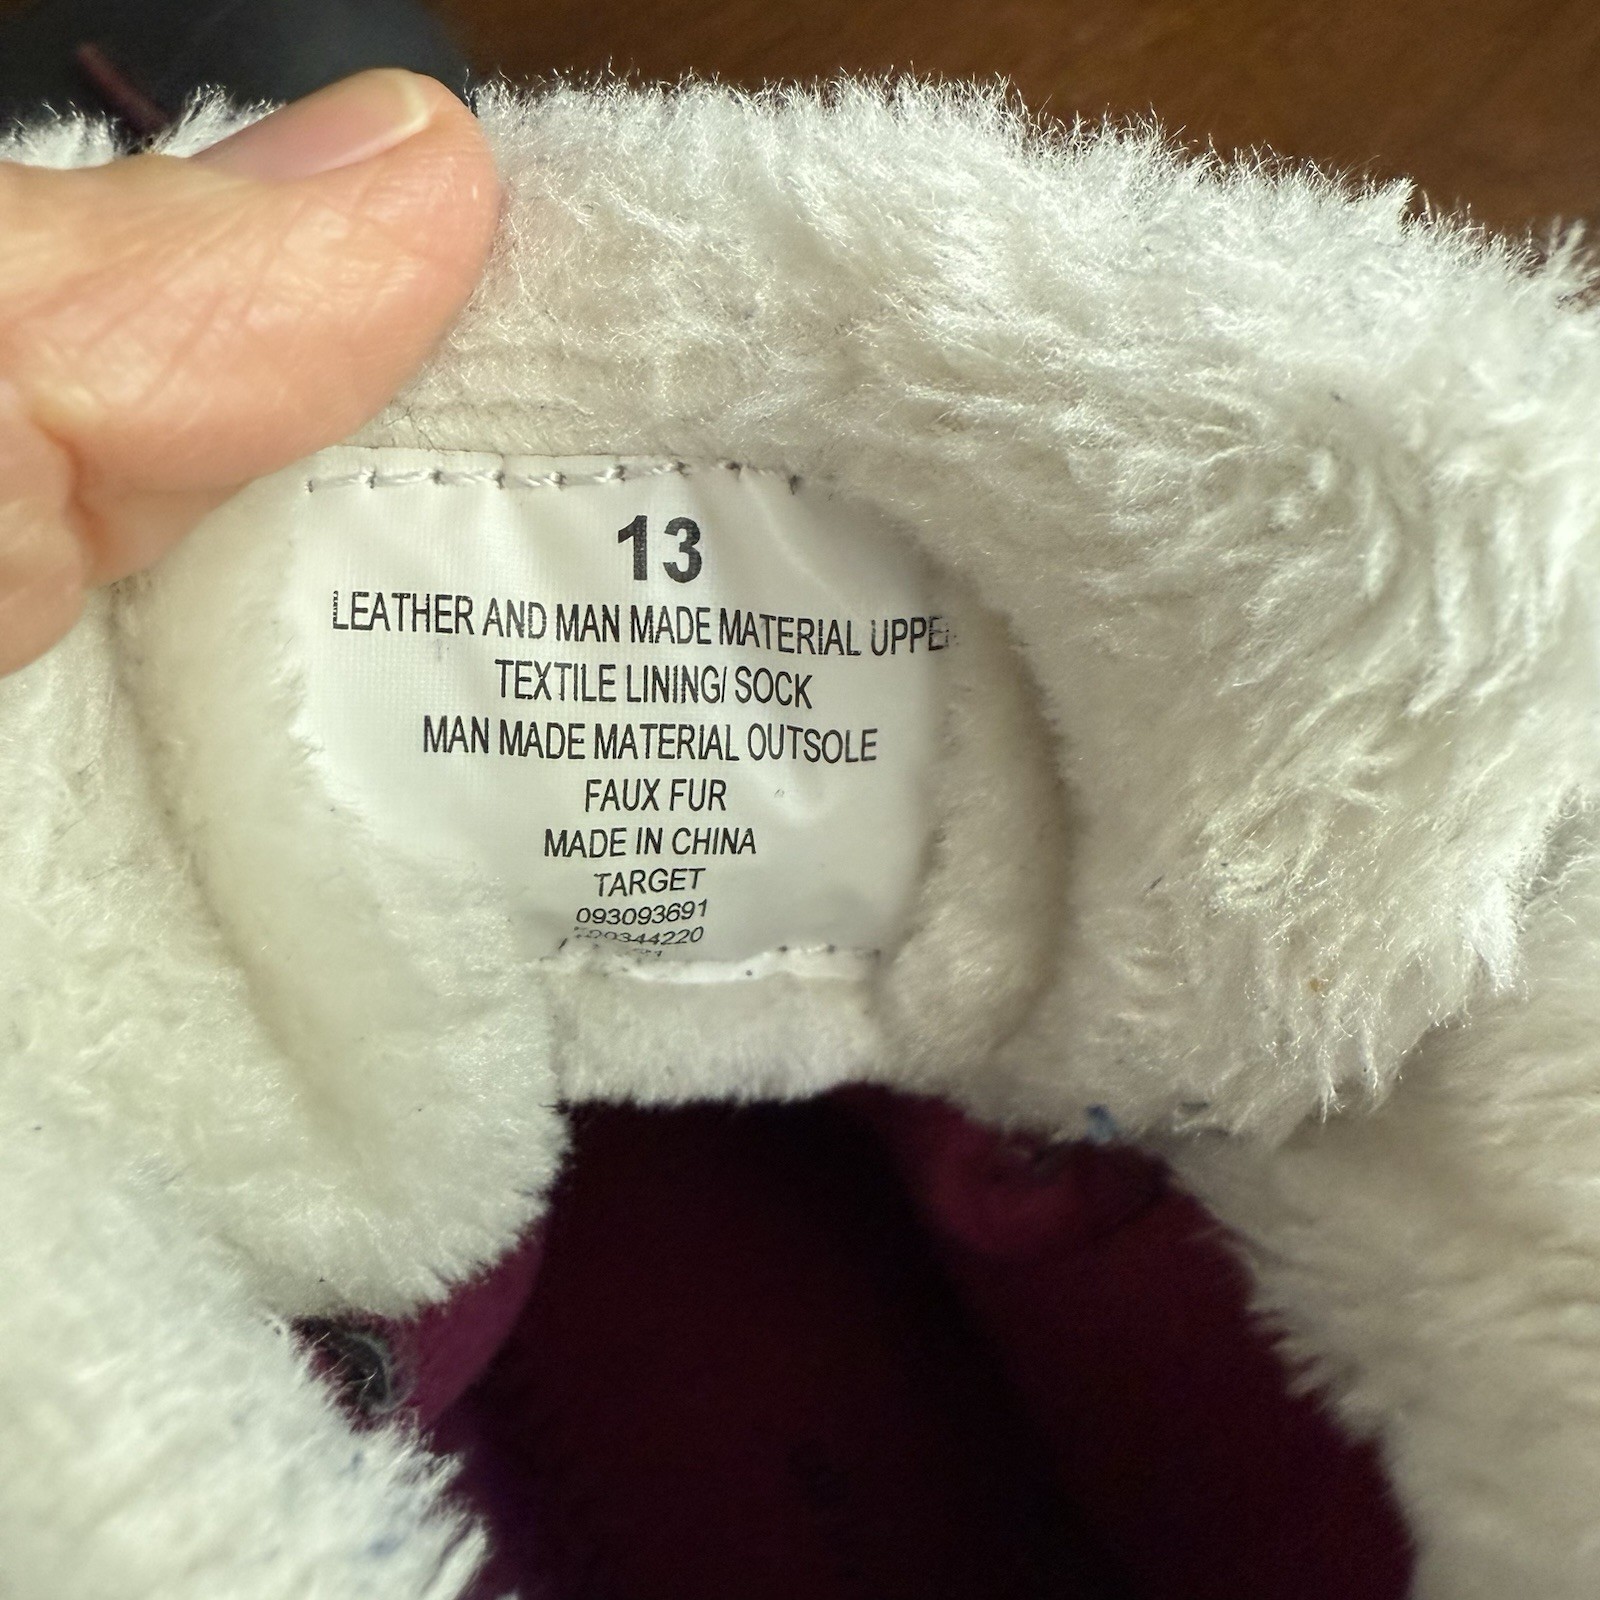 13
LEATHER AND MAN MADE MATERIAL UPPER
TEXTILE LINING/ SOCK
MAN MADE MATERIAL OUTSOLE
FAUX FUR
MADE IN CHINA
TARGET
093093691